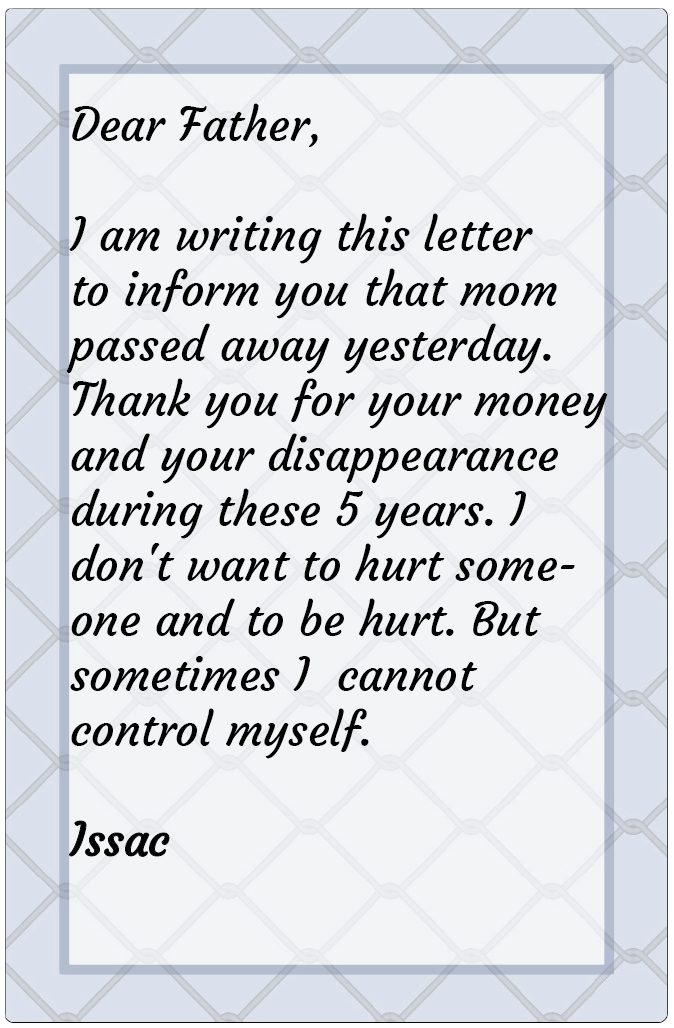 Dear Father,
I am writing this letter
to inform you that mom
passed away yesterday.
Thank you for your money
and your disappearance
during these 5 years. I
don't want to hurt some-
one and to be hurt. But
sometimes I  cannot
control myself.
Issac